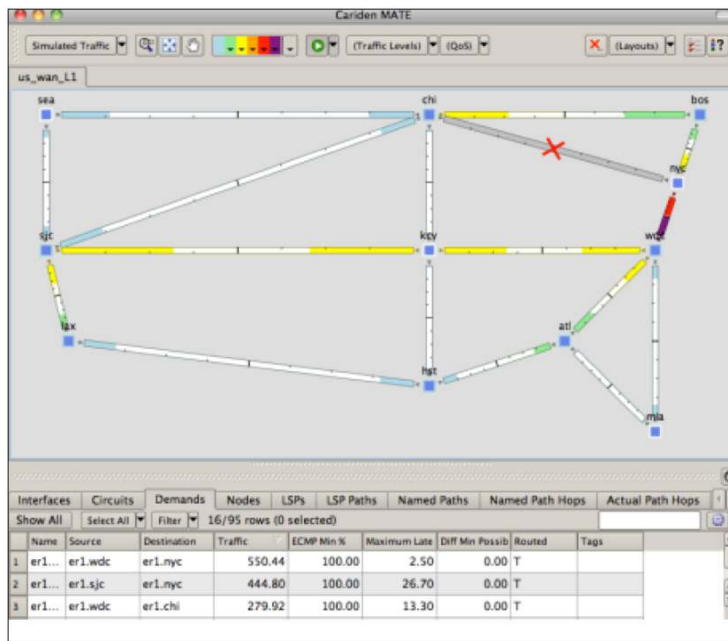 Cariden MATE
Simulated Traffic (Traffic Levels) (QoS) (Layouts)
us_wan_L1
sea chi bos
nyc
sjc kcy wdc
lax atl
hst
mia
Interfaces Circuits Demands Nodes LSPs LSP Paths Named Paths Named Path Hops Actual Path Hops
Show All Select All Filter 16/95 rows (0 selected)
Name Source Destination Traffic ECMP Min % Maximum Late Diff Min Possib Routed Tags
1 er1... er1.wdc er1.nyc 550.44 100.00 2.50 0.00 T
2 er1... er1.sjc er1.nyc 444.80 100.00 26.70 0.00 T
3 er1... er1.wdc er1.chi 279.92 100.00 13.30 0.00 T